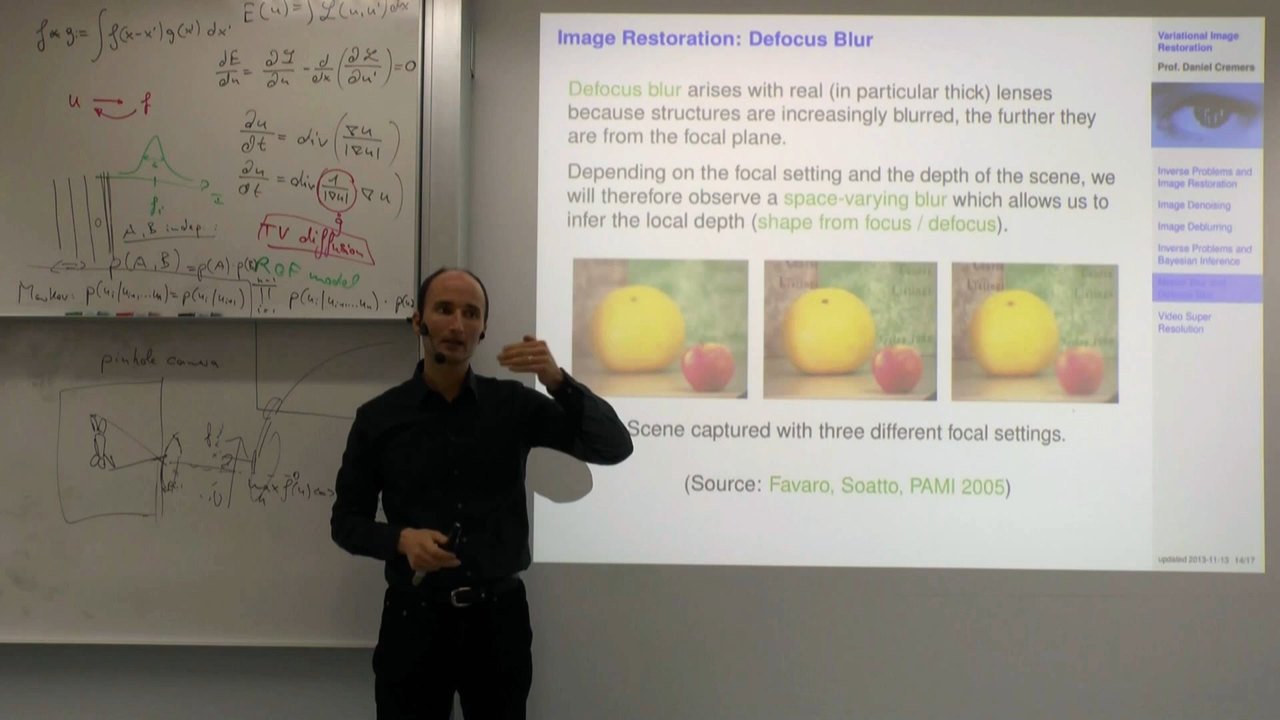 f * g := ∫ f(x-x') g(x') dx'
E(u) = ∫ ℒ(u, u') dx
dE/du = ∂ℒ/∂u - d/dx (∂ℒ/∂u') = 0
u f
∂u/∂t = div (∇u/|∇u|)
∂u/∂t = div (1/|∇u| ∇u)
g
TV diffusion
ROF model
f_i
A, B indep.:
p(A, B) = p(A) p(B
Markov:
pinhole camera
Image Restoration: Defocus Blur
Defocus blur arises with real (in particular thick) lenses
because structures are increasingly blurred, the further they
are from the focal plane.
Depending on the focal setting and the depth of the scene, we
will therefore observe a space-varying blur which allows us to
infer the local depth (shape from focus / defocus).
Scene captured with three different focal settings.
(Source: Favaro, Soatto, PAMI 2005)
Variational Image
Restoration
Prof. Daniel Cremers
Inverse Problems and
Image Restoration
Image Denoising
Image Deblurring
Inverse Problems and
Bayesian Inference
Video Super
Resolution
updated 2013-11-13 14/17